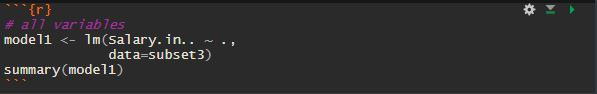 ```{r}
# all variables
model1 <- lm(Salary.in.. ~ .,
             data=subset3)
summary(model1)
```